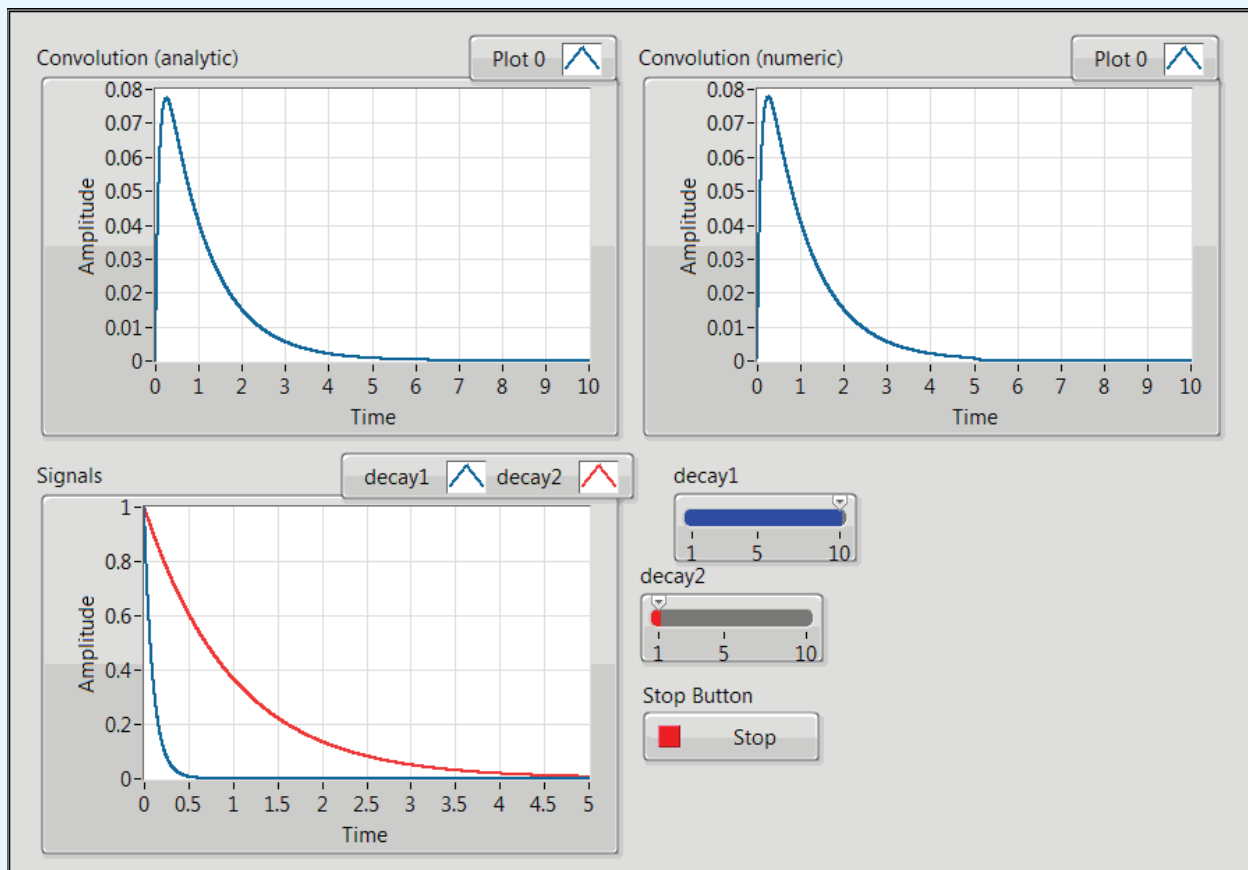 Convolution (analytic)
Plot 0
Amplitude
0.08
0.07
0.06
0.05
0.04
0.03
0.02
0.01
0
0 1 2 3 4 5 6 7 8 9 10
Time
Convolution (numeric)
Plot 0
Amplitude
0.08
0.07
0.06
0.05
0.04
0.03
0.02
0.01
0
0 1 2 3 4 5 6 7 8 9 10
Time
Signals
decay1 decay2
Amplitude
1
0.8
0.6
0.4
0.2
0
0 0.5 1 1.5 2 2.5 3 3.5 4 4.5 5
Time
decay1
1 5 10
decay2
1 5 10
Stop Button
Stop